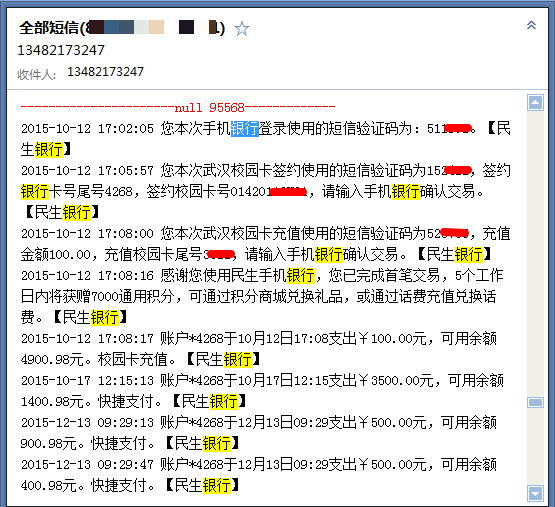 全部短信(8 1)
13482173247
收件人: 13482173247
-----------------------null 95568-------------
2015-10-12 17:02:05 您本次手机银行登录使用的短信验证码为：511 。【民
生银行】
2015-10-12 17:05:57 您本次武汉校园卡签约使用的短信验证码为152 ，签约
银行卡号尾号4268，签约校园卡号01420 ，请输入手机银行确认交易。
【民生银行】
2015-10-12 17:08:00 您本次武汉校园卡充值使用的短信验证码为52 ，充值
金额100.00，充值校园卡尾号3 ，请输入手机银行确认交易。【民生银行】
2015-10-12 17:08:16 感谢您使用民生手机银行，您已完成首笔交易，5个工作
日内将获赠7000通用积分，可通过积分商城兑换礼品，或通过话费充值兑换话
费。【民生银行】
2015-10-12 17:08:17 账户*4268于10月12日17:08支出￥100.00元，可用余额
4900.98元。校园卡充值。【民生银行】
2015-10-17 12:15:13 账户*4268于10月17日12:15支出￥3500.00元，可用余额
1400.98元。快捷支付。【民生银行】
2015-12-13 09:29:13 账户*4268于12月13日09:29支出￥500.00元，可用余额
900.98元。快捷支付。【民生银行】
2015-12-13 09:29:47 账户*4268于12月13日09:29支出￥500.00元，可用余额
400.98元。快捷支付。【民生银行】